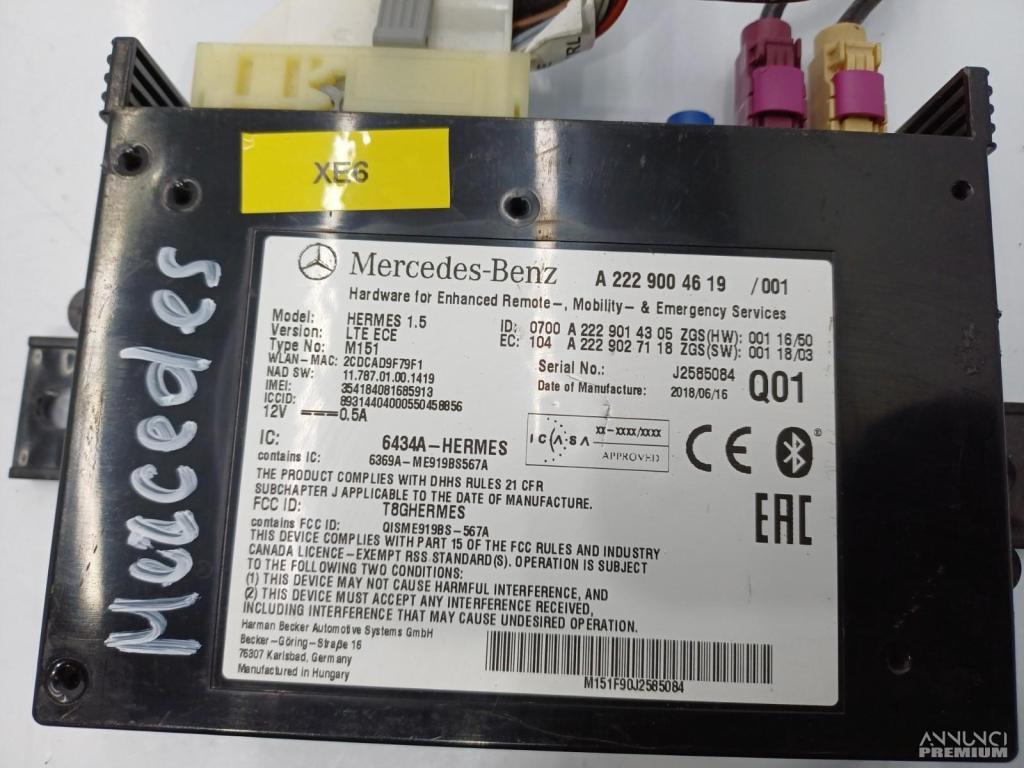 RL
XE6
Mercedes
Mercedes-Benz A 222 900 46 19 /001
Hardware for Enhanced Remote-, Mobility- & Emergency Services
Model: HERMES 1.5
Version: LTE ECE
Type No: M151
WLAN-MAC: 2CDCAD9F79F1
NAD SW: 11.787.01.00.1419
IMEI: 354184081685913
ICCID: 89314404000550458856
12V 0.5A
ID: 0700 A 222 901 43 05 ZGS(HW): 001 16/50
EC: 104 A 222 902 71 18 ZGS(SW): 001 18/03
Serial No.: J2585084
Date of Manufacture: 2018/06/16
Q01
IC: 6434A-HERMES
contains IC: 6369A-ME919BS567A
ICASA XX-XXXX/XXXX
APPROVED
CE
EAC
THE PRODUCT COMPLIES WITH DHHS RULES 21 CFR
SUBCHAPTER J APPLICABLE TO THE DATE OF MANUFACTURE.
FCC ID: T8GHERMES
contains FCC ID: QISME919BS-567A
THIS DEVICE COMPLIES WITH PART 15 OF THE FCC RULES AND INDUSTRY
CANADA LICENCE-EXEMPT RSS STANDARD(S). OPERATION IS SUBJECT
TO THE FOLLOWING TWO CONDITIONS:
(1) THIS DEVICE MAY NOT CAUSE HARMFUL INTERFERENCE, AND
(2) THIS DEVICE MUST ACCEPT ANY INTERFERENCE RECEIVED,
INCLUDING INTERFERENCE THAT MAY CAUSE UNDESIRED OPERATION.
Harman Becker Automotive Systems GmbH
Becker-Göring-Straße 16
76307 Karlsbad, Germany
Manufactured in Hungary
M151F90J2585084
ANNUNCI
PREMIUM